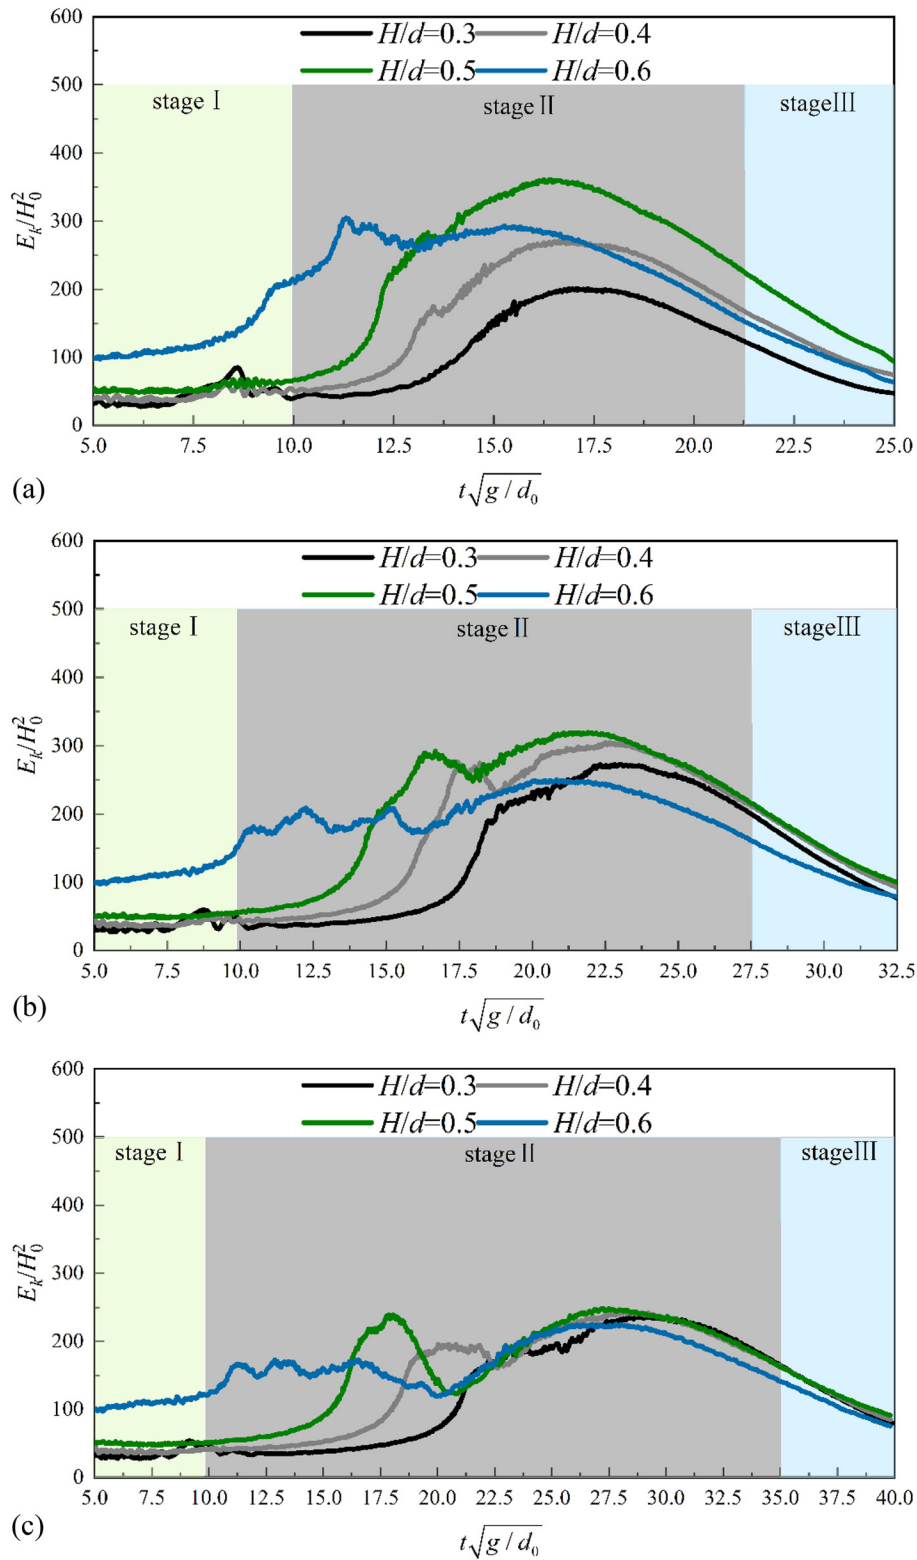 600
H/d=0.3 H/d=0.4
H/d=0.5 H/d=0.6
500
stage Ⅰ stage Ⅱ stageⅢ
400
E_k/H_0^2
300
200
100
0
5.0 7.5 10.0 12.5 15.0 17.5 20.0 22.5 25.0
(a) t√g / d_0
600
H/d=0.3 H/d=0.4
H/d=0.5 H/d=0.6
500
stage Ⅰ stage Ⅱ stageⅢ
400
E_k/H_0^2
300
200
100
0
5.0 7.5 10.0 12.5 15.0 17.5 20.0 22.5 25.0 27.5 30.0 32.5
(b) t√g / d_0
600
H/d=0.3 H/d=0.4
H/d=0.5 H/d=0.6
500
stage Ⅰ stage Ⅱ stageⅢ
400
E_k/H_0^2
300
200
100
0
5.0 7.5 10.0 12.5 15.0 17.5 20.0 22.5 25.0 27.5 30.0 32.5 35.0 37.5 40.0
(c) t√g / d_0